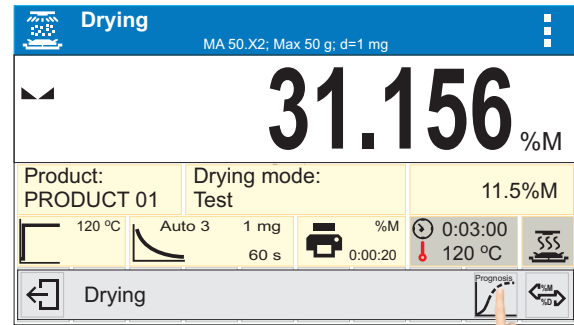 Drying
MA 50.X2; Max 50 g; d=1 mg
31.156 %M
Product:
PRODUCT 01
Drying mode:
Test
11.5%M
120 ºC
Auto 3 1 mg
60 s
%M
0:00:20
0:03:00
120 ºC
Drying
Prognosis
%M
%D